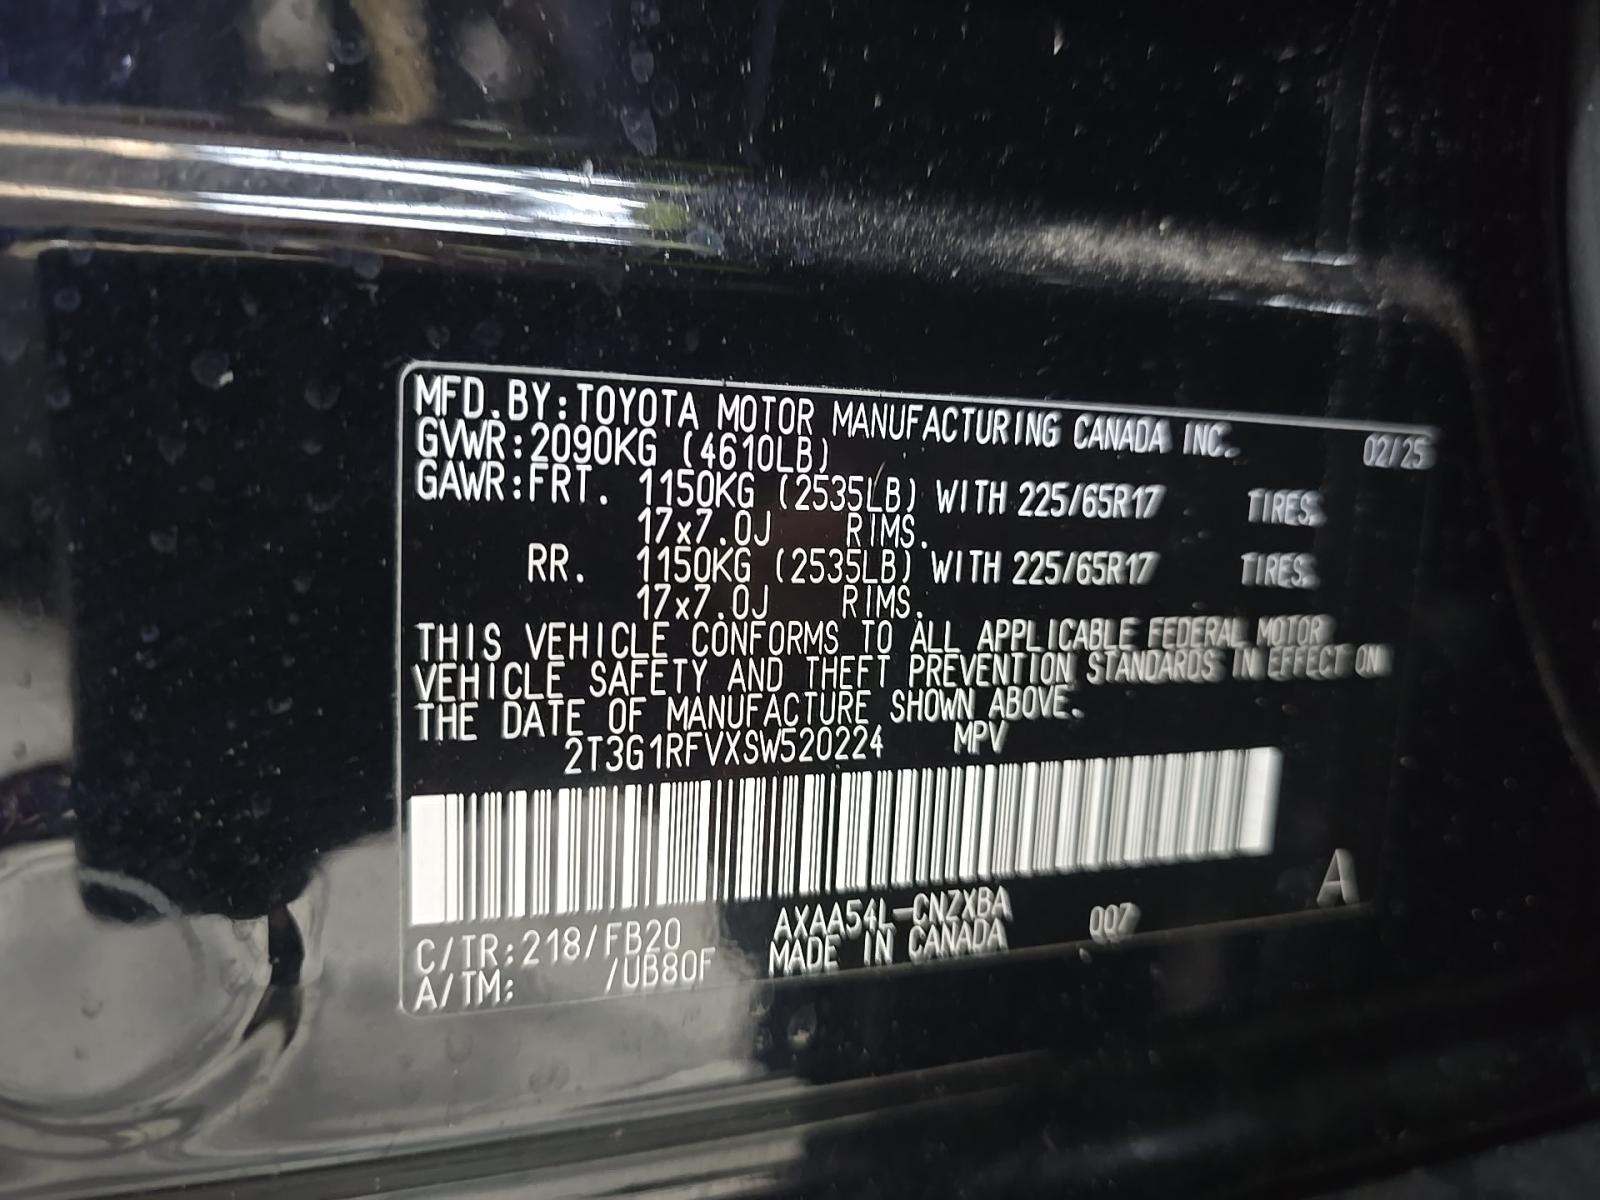 MFD.BY:TOYOTA MOTOR MANUFACTURING CANADA INC. 02/25
GVWR:2090KG (4610LB)
GAWR:FRT. 1150KG (2535LB) WITH 225/65R17 TIRES.
17x7.0J RIMS.
RR. 1150KG (2535LB) WITH 225/65R17 TIRES.
17x7.0J RIMS.
THIS VEHICLE CONFORMS TO ALL APPLICABLE FEDERAL MOTOR
VEHICLE SAFETY AND THEFT PREVENTION STANDARDS IN EFFECT ON
THE DATE OF MANUFACTURE SHOWN ABOVE.
2T3G1RFVXSW520224 MPV
A
C/TR:218/FB20 AXAA54L-CNZXBA 007
A/TM: /UB80F MADE IN CANADA